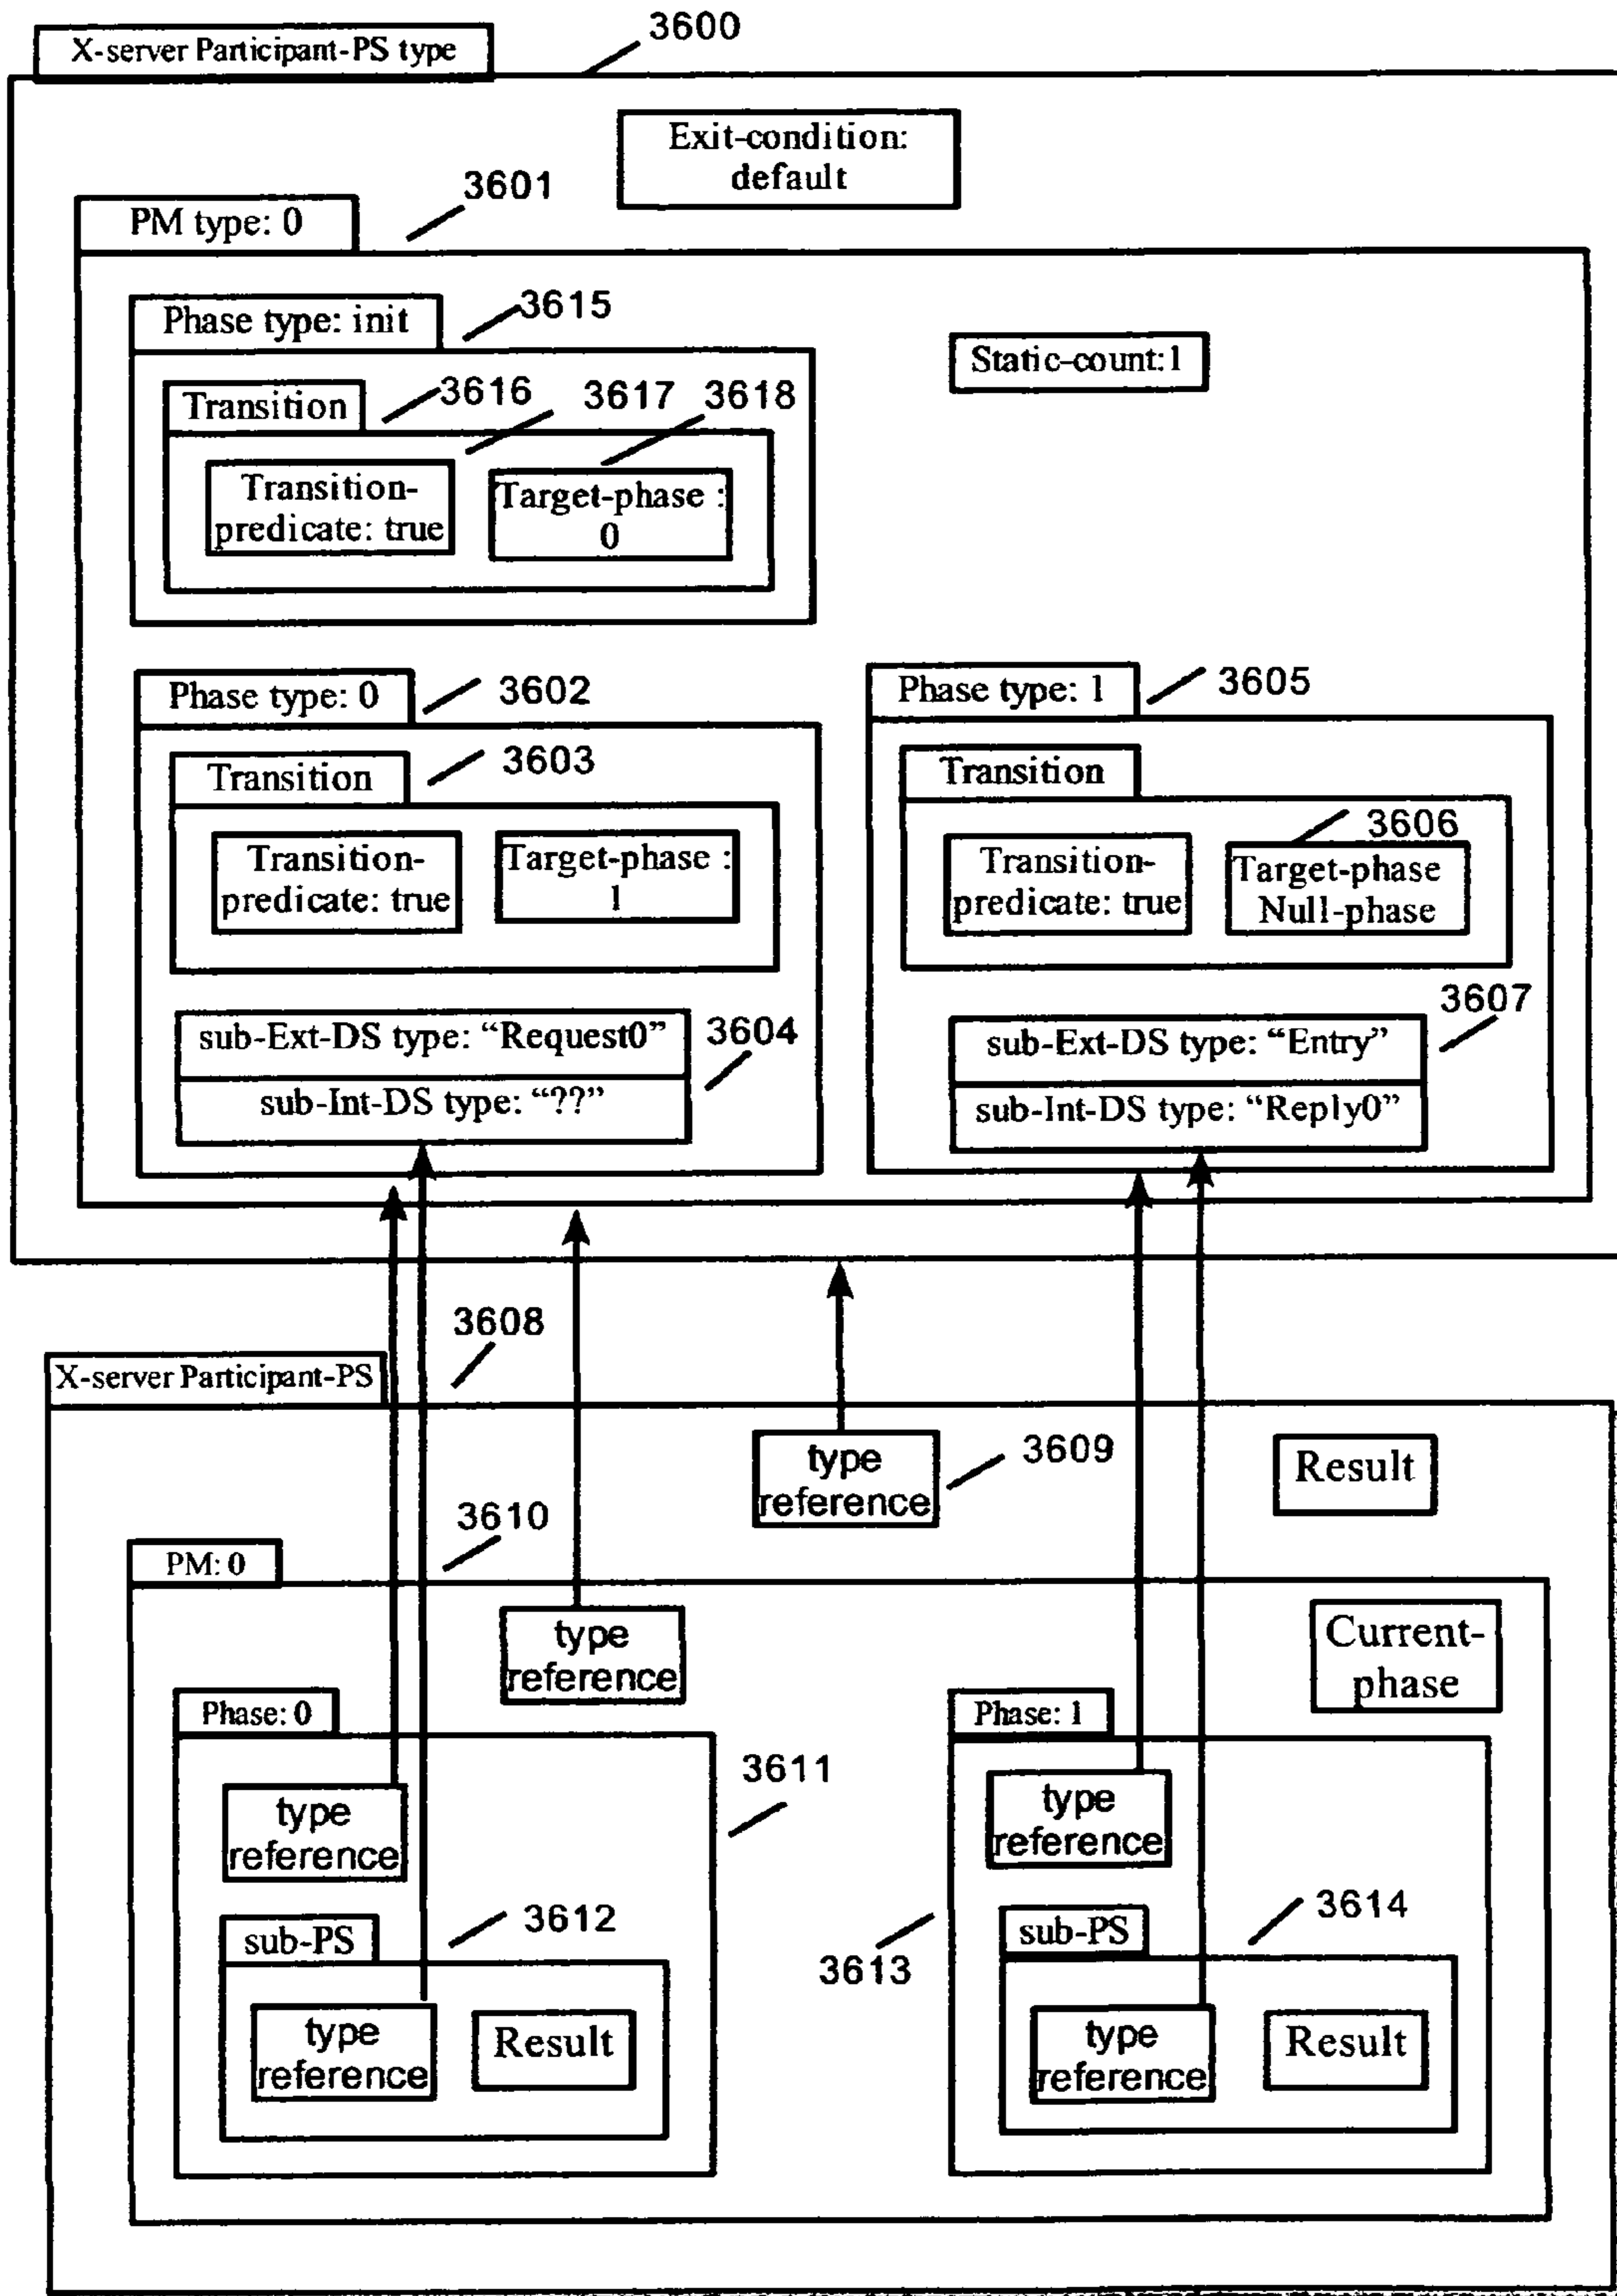 X-server Participant-PS type
3600
Exit-condition:
default
PM type: 0
3601
Phase type: init
3615
Static-count:1
Transition
3616
3617
3618
Transition-
predicate: true
Target-phase :
0
Phase type: 0
3602
Phase type: 1
3605
Transition
3603
Transition
Transition-
predicate: true
Target-phase :
1
Transition-
predicate: true
3606
Target-phase
Null-phase
sub-Ext-DS type: “Request0”
sub-Int-DS type: “??”
3604
sub-Ext-DS type: “Entry”
sub-Int-DS type: “Reply0”
3607
X-server Participant-PS
3608
type
reference
3609
Result
PM: 0
3610
type
reference
Current-
phase
Phase: 0
3611
type
reference
Phase: 1
3613
type
reference
sub-PS
3612
type
reference
Result
sub-PS
3614
type
reference
Result